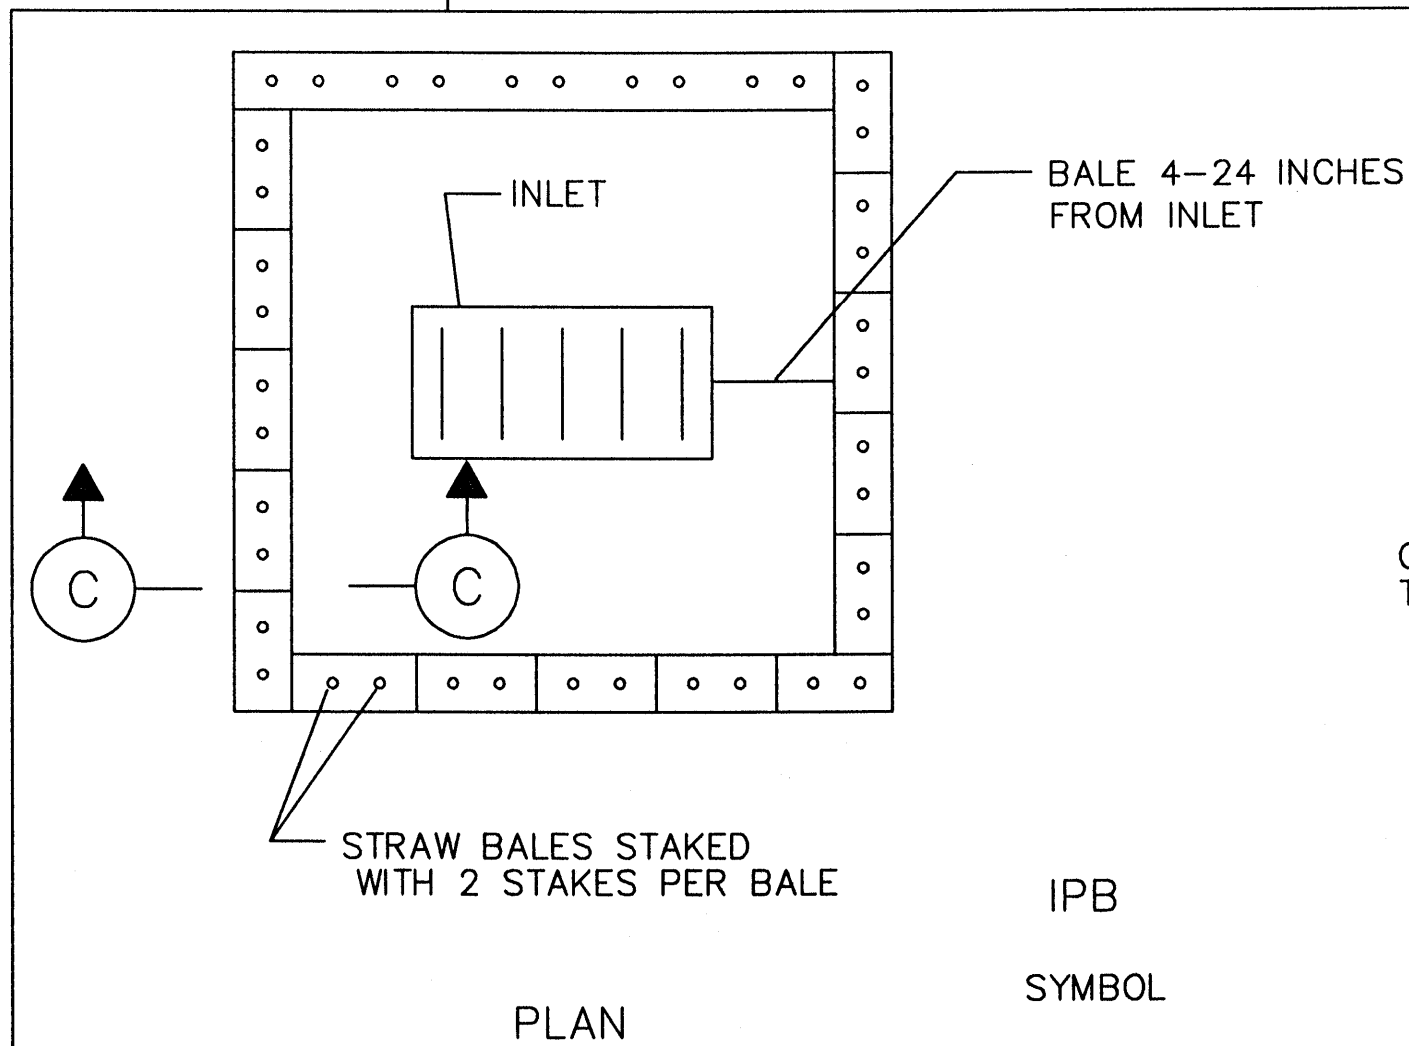 INLET
BALE 4-24 INCHES
FROM INLET
C
C
STRAW BALES STAKED
WITH 2 STAKES PER BALE
IPB
SYMBOL
PLAN